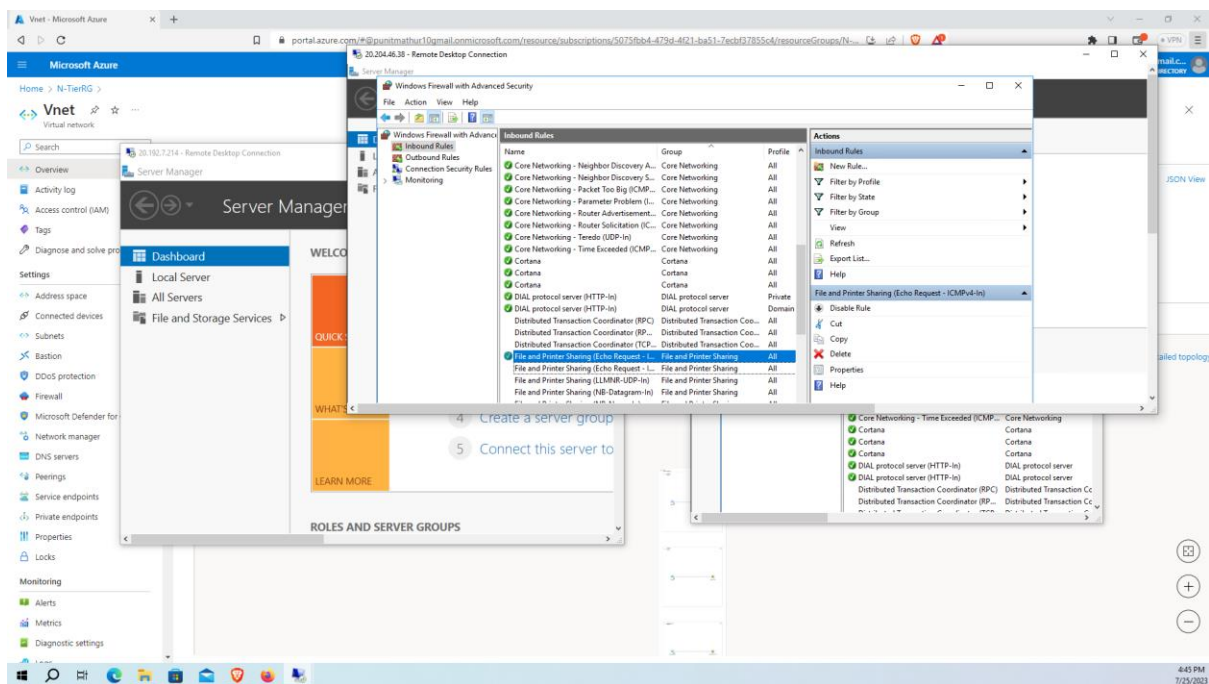 Vnet - Microsoft Azure
portal.azure.com/#@punitmathur10gmail.onmicrosoft.com/resource/subscriptions/5075fbb4-479d-4f21-ba51-7ecbf37855c4/resourceGroups/N-...
VPN
Microsoft Azure
Home > N-TierRG >
Vnet
Virtual network
Search
Overview
Activity log
Access control (IAM)
Tags
Diagnose and solve pro
Settings
Address space
Connected devices
Subnets
Bastion
DDoS protection
Firewall
Microsoft Defender for
Network manager
DNS servers
Peerings
Service endpoints
Private endpoints
Properties
Locks
Monitoring
Alerts
Metrics
Diagnostic settings
20.192.7.214 - Remote Desktop Connection
Server Manager
Server Manager
Dashboard
Local Server
All Servers
File and Storage Services
WELCO
QUICK
WHAT'S
LEARN MORE
4 Create a server group
5 Connect this server to
ROLES AND SERVER GROUPS
20.204.46.38 - Remote Desktop Connection
Server Manager
Windows Firewall with Advanced Security
File Action View Help
Windows Firewall with Advance
Inbound Rules
Outbound Rules
Connection Security Rules
Monitoring
Inbound Rules
Name Group Profile
Core Networking - Neighbor Discovery A... Core Networking All
Core Networking - Neighbor Discovery S... Core Networking All
Core Networking - Packet Too Big (ICMP... Core Networking All
Core Networking - Parameter Problem (I... Core Networking All
Core Networking - Router Advertisement... Core Networking All
Core Networking - Router Solicitation (IC... Core Networking All
Core Networking - Teredo (UDP-In) Core Networking All
Core Networking - Time Exceeded (ICMP... Core Networking All
Cortana Cortana All
Cortana Cortana All
Cortana Cortana All
DIAL protocol server (HTTP-In) DIAL protocol server Private
DIAL protocol server (HTTP-In) DIAL protocol server Domain
Distributed Transaction Coordinator (RPC) Distributed Transaction Coo... All
Distributed Transaction Coordinator (RP... Distributed Transaction Coo... All
Distributed Transaction Coordinator (TCP... Distributed Transaction Coo... All
File and Printer Sharing (Echo Request - I... File and Printer Sharing All
File and Printer Sharing (Echo Request - I... File and Printer Sharing All
File and Printer Sharing (LLMNR-UDP-In) File and Printer Sharing All
File and Printer Sharing (NB-Datagram-In) File and Printer Sharing All
Actions
Inbound Rules
New Rule...
Filter by Profile
Filter by State
Filter by Group
View
Refresh
Export List...
Help
File and Printer Sharing (Echo Request - ICMPv4-In)
Disable Rule
Cut
Copy
Delete
Properties
Help
mail.c...
JSON View
ailed topology
Core Networking - Time Exceeded (ICMP... Core Networking
Cortana Cortana
Cortana Cortana
Cortana Cortana
DIAL protocol server (HTTP-In) DIAL protocol server
DIAL protocol server (HTTP-In) DIAL protocol server
Distributed Transaction Coordinator (RPC) Distributed Transaction Cc
Distributed Transaction Coordinator (RP... Distributed Transaction Cc
4:45 PM
7/25/2023